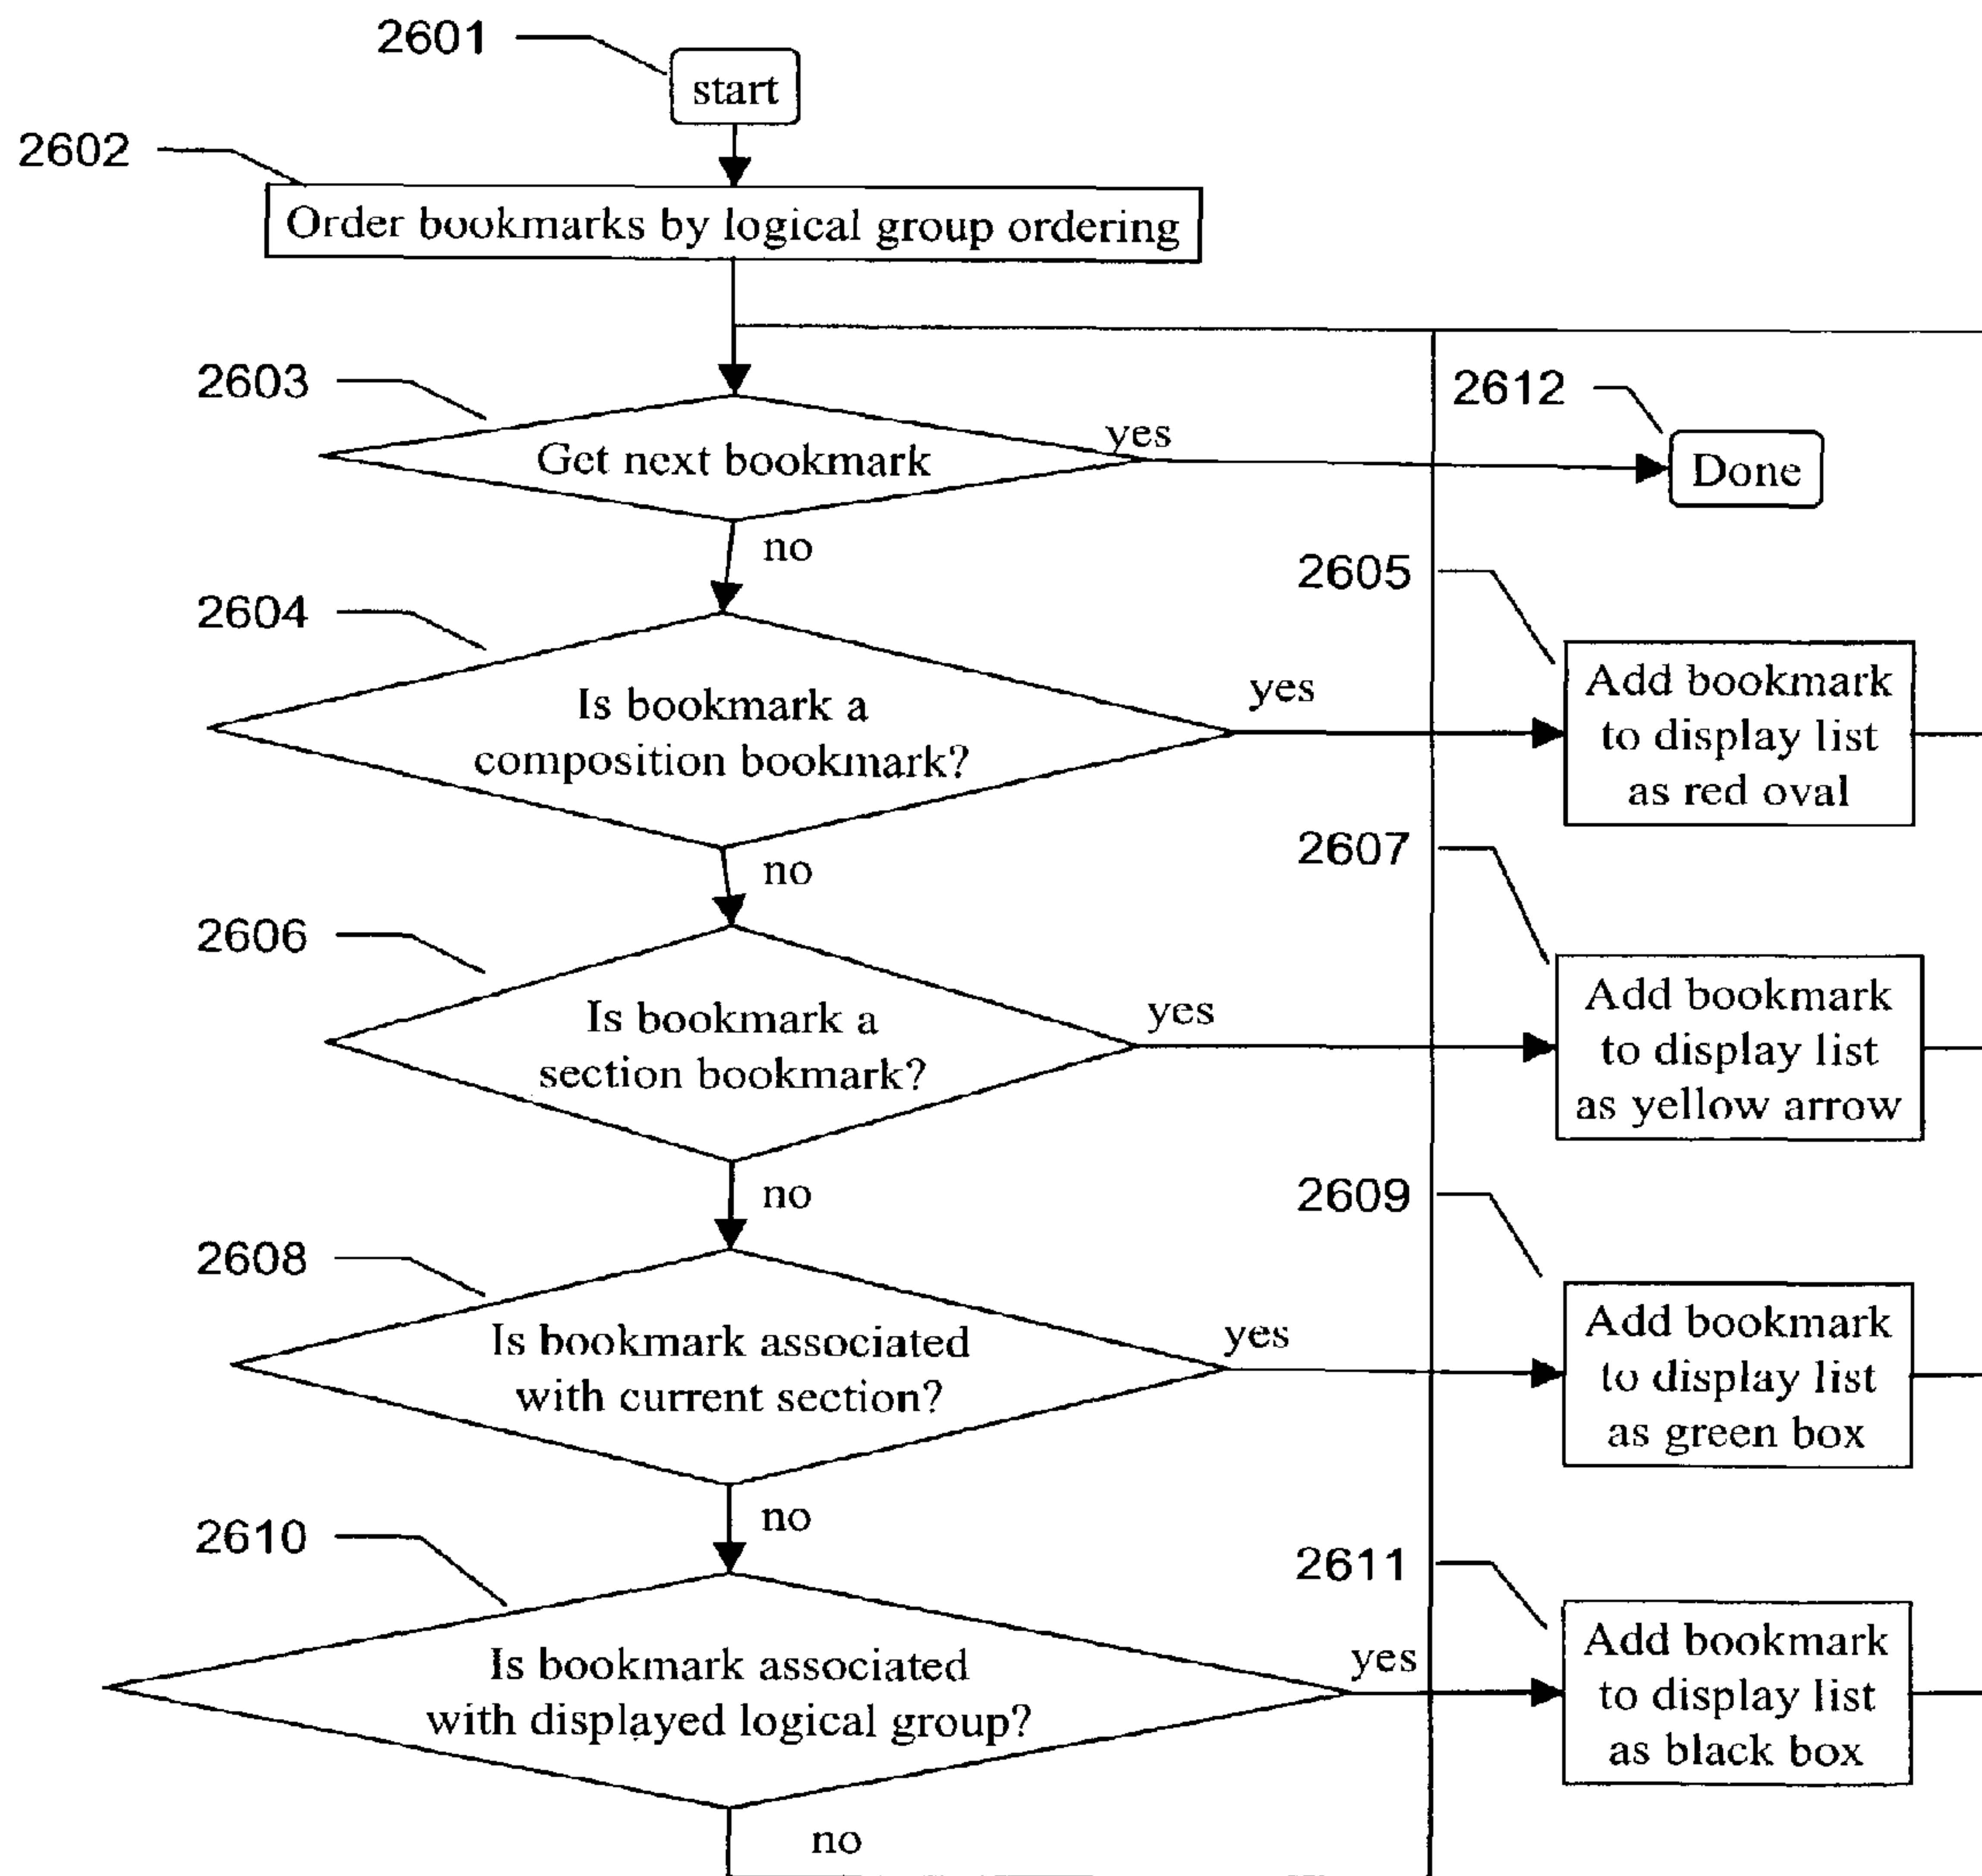 2601
start
2602
Order bookmarks by logical group ordering
2603
Get next bookmark
yes
2612
Done
no
2604
Is bookmark a
composition bookmark?
yes
2605
Add bookmark
to display list
as red oval
no
2606
Is bookmark a
section bookmark?
yes
2607
Add bookmark
to display list
as yellow arrow
no
2608
Is bookmark associated
with current section?
yes
2609
Add bookmark
to display list
as green box
no
2610
Is bookmark associated
with displayed logical group?
yes
2611
Add bookmark
to display list
as black box
no